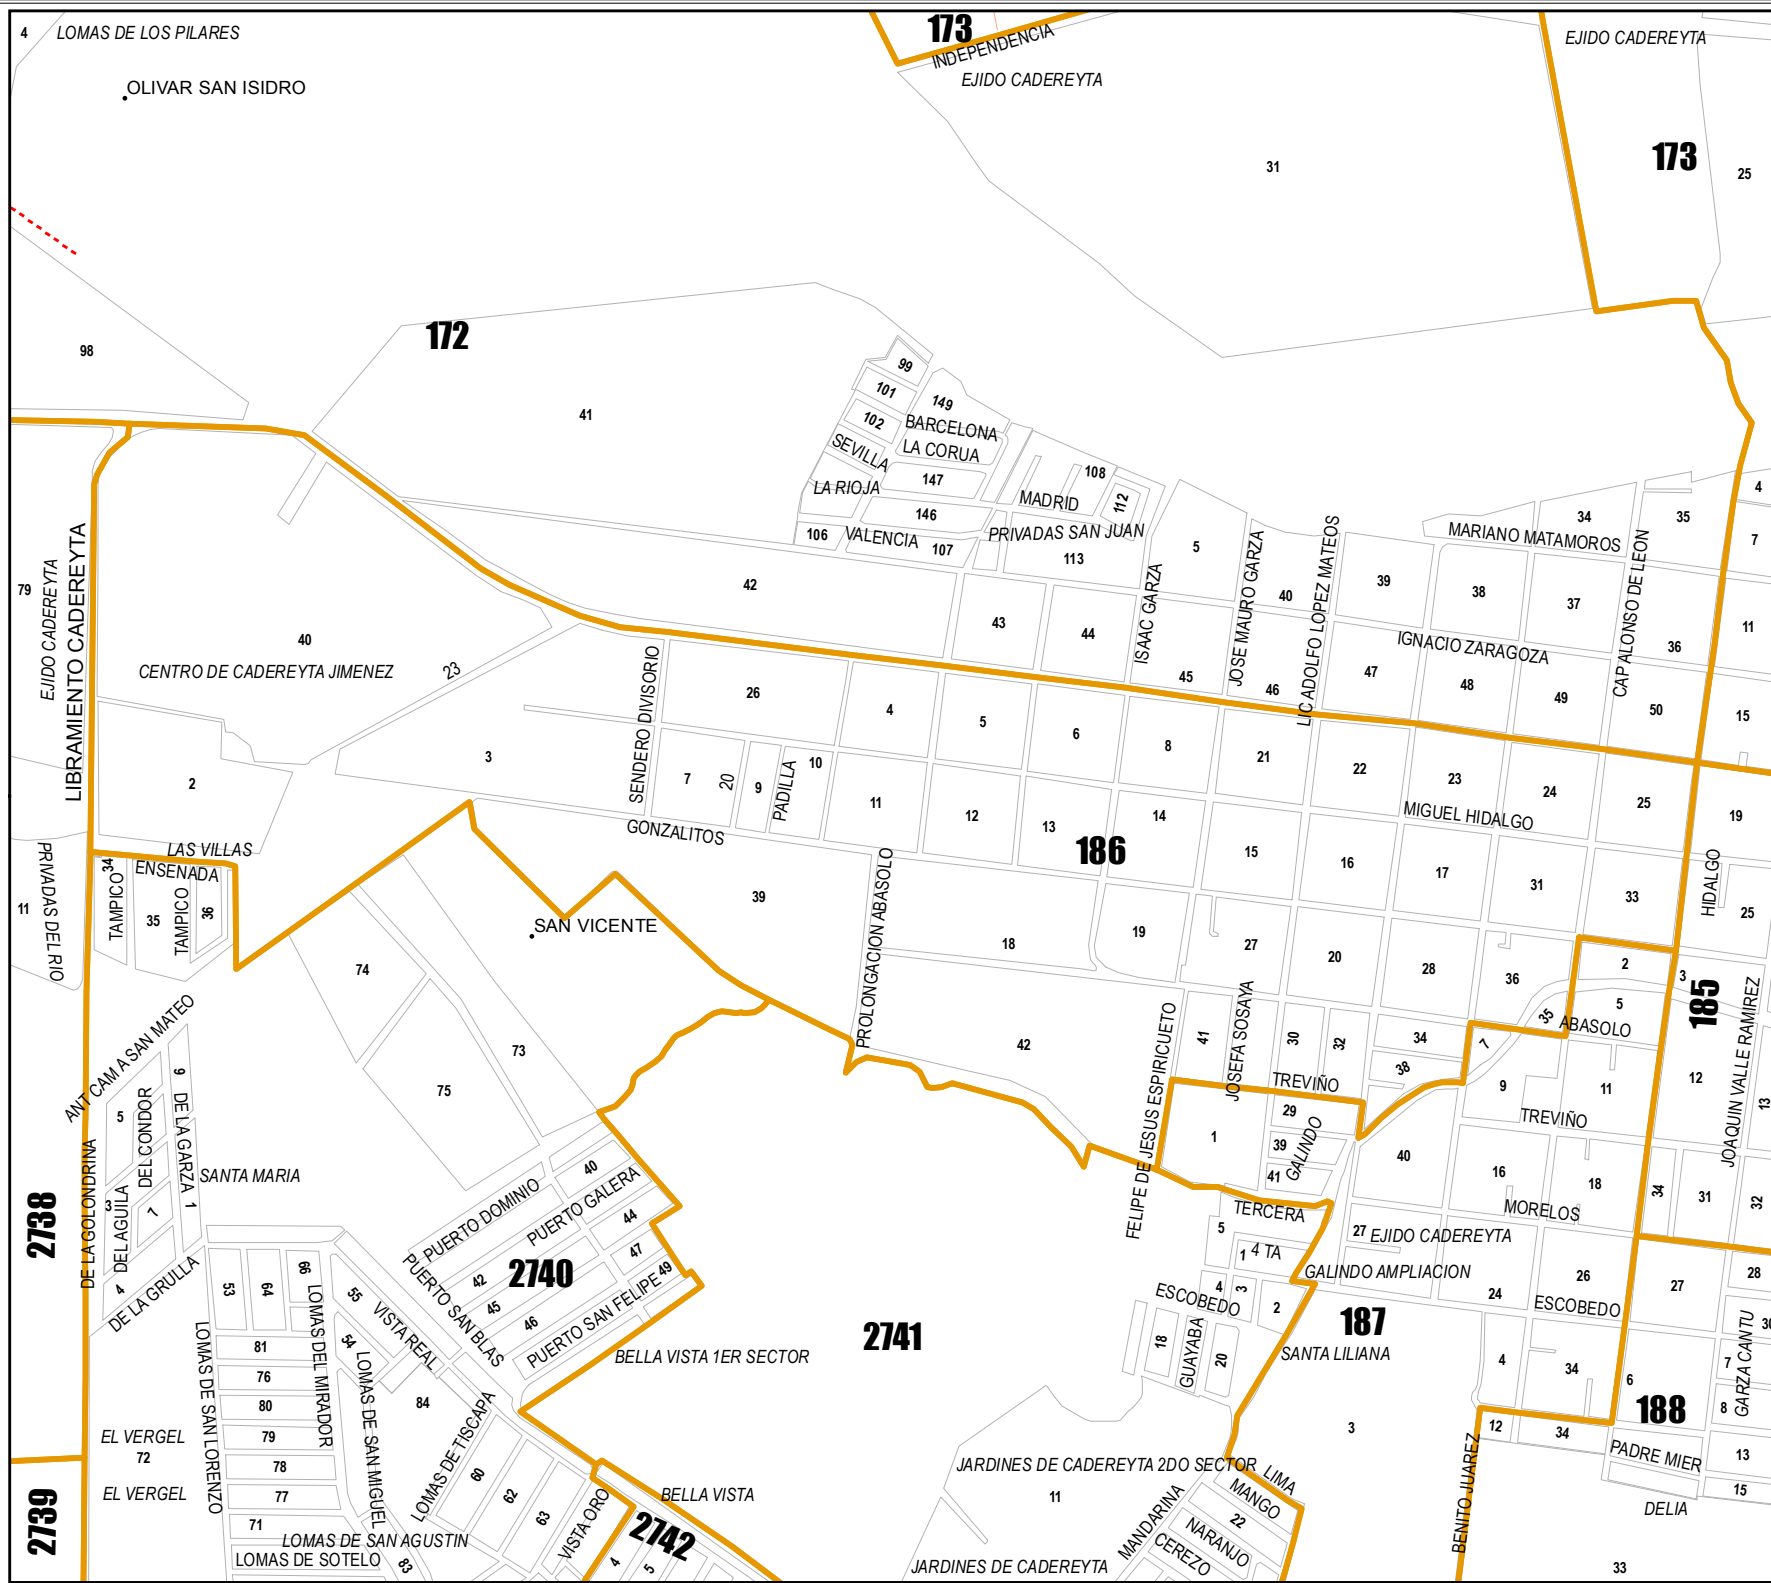 4
LOMAS DE LOS PILARES
OLIVAR SAN ISIDRO
173
INDEPENDENCIA
EJIDO CADEREYTA
EJIDO CADEREYTA
173
31
25
98
172
41
99
101
102
149
BARCELONA
LA CORUA
SEVILLA
147
LA RIOJA
146
106
VALENCIA
107
MADRID
108
112
PRIVADAS SAN JUAN
113
5
ISAAC GARZA
JOSE MAURO GARZA
40
LIC ADOLFO LOPEZ MATEOS
39
38
37
MARIANO MATAMOROS
34
35
CAP ALONSO DE LEON
4
7
11
15
36
IGNACIO ZARAGOZA
42
43
44
45
46
47
48
49
50
79
EJIDO CADEREYTA
LIBRAMIENTO CADEREYTA
40
CENTRO DE CADEREYTA JIMENEZ
23
2
3
SENDERO DIVISORIO
26
4
5
6
8
21
22
23
24
25
19
7
20
9
PADILLA
10
11
12
13
14
186
15
16
17
31
33
MIGUEL HIDALGO
GONZALITOS
HIDALGO
25
LAS VILLAS
ENSENADA
34
TAMPICO
35
TAMPICO
36
11
PRIVADAS DEL RIO
SAN VICENTE
39
PROLONGACION ABASOLO
18
19
27
20
28
36
2
3
5
35
ABASOLO
185
JOAQUIN VALLE RAMIREZ
74
73
75
42
FELIPE DE JESUS ESPIRICUETO
41
JOSEFA SOSAYA
30
32
34
38
7
TREVIÑO
9
11
12
13
TREVIÑO
29
39
GALINDO
41
1
40
16
18
34
31
32
MORELOS
ANT CAM A SAN MATEO
5
9
DE LA GARZA
1
DEL CONDOR
DEL AGUILA
3
7
4
DE LA GOLONDRINA
DE LA GRULLA
SANTA MARIA
2738
40
PUERTO DOMINIO
PUERTO GALERA
44
47
49
42
45
46
2740
PUERTO SAN BLAS
PUERTO SAN FELIPE
TERCERA
5
1
4 TA
4
3
2
ESCOBEDO
27
EJIDO CADEREYTA
GALINDO AMPLIACION
24
26
ESCOBEDO
27
28
30
53
64
66
55
54
VISTA REAL
LOMAS DEL MIRADOR
LOMAS DE SAN LORENZO
LOMAS DE SAN MIGUEL
81
76
80
79
78
77
71
84
83
BELLA VISTA 1ER SECTOR
2741
18
GUAYABA
20
187
SANTA LILIANA
4
34
6
7
8
GARZA CANTU
188
EL VERGEL
72
EL VERGEL
2739
LOMAS DE SAN AGUSTIN
LOMAS DE SOTELO
LOMAS DE TISCAPA
60
62
63
VISTA ORO
BELLA VISTA
2742
4
5
JARDINES DE CADEREYTA 2DO SECTOR
11
LIMA
MANGO
22
NARANJO
CEREZO
MANDARINA
JARDINES DE CADEREYTA
3
BENITO JUAREZ
12
34
PADRE MIER
13
15
DELIA
33